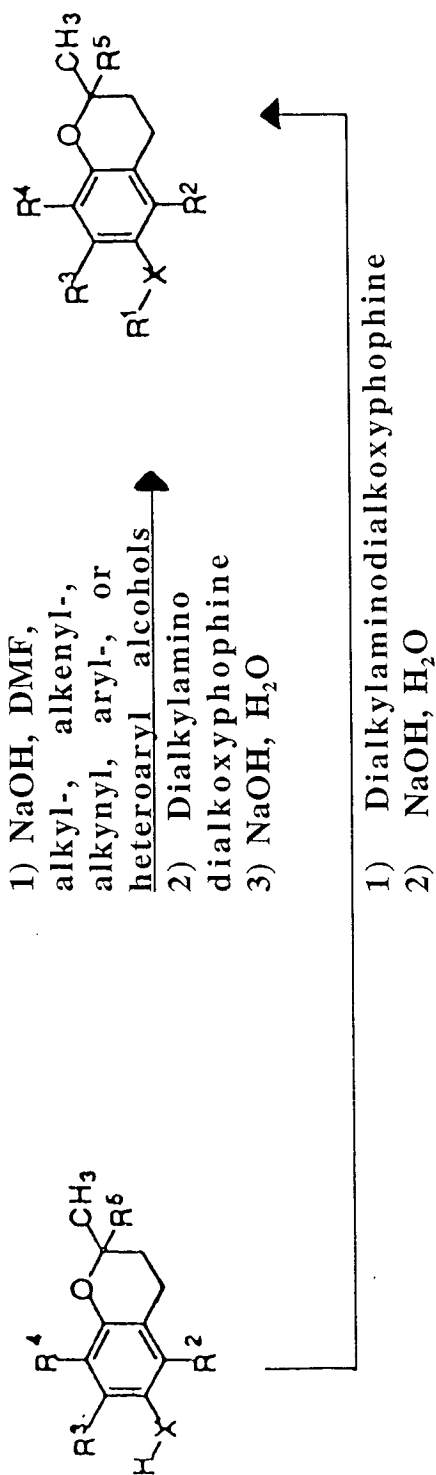 R⁴
R³
H
X
O
CH₃
R⁵
R²
1) NaOH, DMF,
alkyl-, alkenyl-,
alkynyl, aryl-, or
heteroaryl alcohols
2) Dialkylamino
dialkoxyphophine
3) NaOH, H₂O
R⁴
R³
R¹
X
O
CH₃
R⁵
R²
1) Dialkylaminodialkoxyphophine
2) NaOH, H₂O